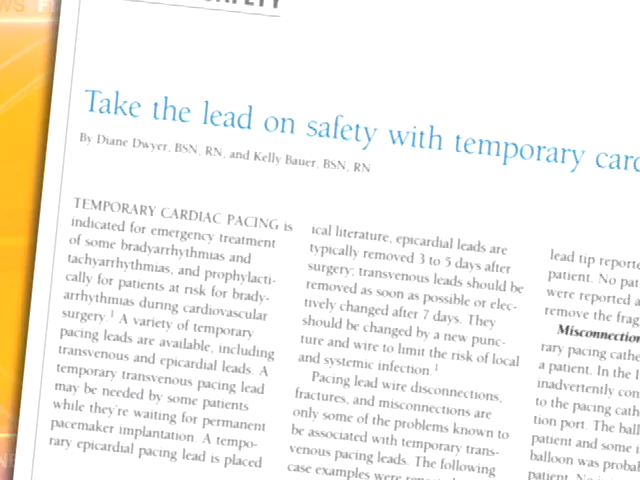 WS F
SAFETY
Take the lead on safety with temporary card
By Diane Dwyer, BSN, RN, and Kelly Bauer, BSN, RN
TEMPORARY CARDIAC PACING is
indicated for emergency treatment
of some bradyarrhythmias and
tachyarrhythmias, and prophylacti-
cally for patients at risk for brady-
arrhythmias during cardiovascular
surgery.¹ A variety of temporary
pacing leads are available, including
transvenous and epicardial leads. A
temporary transvenous pacing lead
may be needed by some patients
while they're waiting for permanent
pacemaker implantation. A tempo-
rary epicardial pacing lead is placed
ical literature, epicardial leads are
typically removed 3 to 5 days after
surgery; transvenous leads should be
removed as soon as possible or elec-
tively changed after 7 days. They
should be changed by a new punc-
ture and wire to limit the risk of local
and systemic infection.¹
Pacing lead wire disconnections,
fractures, and misconnections are
only some of the problems known to
be associated with temporary trans-
venous pacing leads. The following
case examples were
lead tip reporte
patient. No pat
were reported a
remove the frag
Misconnection
rary pacing cathe
a patient. In the l
inadvertently con
to the pacing cath
tion port. The ball
patient and some i
balloon was proba
patient. No